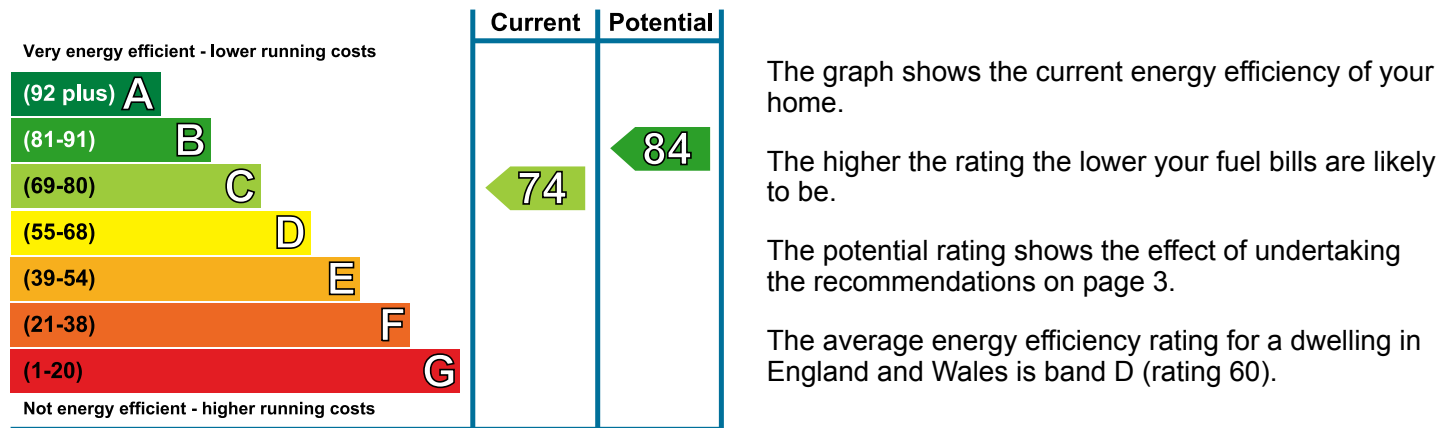 Current Potential
Very energy efficient - lower running costs
(92 plus) A
(81-91) B
84
(69-80) C
74
(55-68) D
(39-54) E
(21-38) F
(1-20) G
Not energy efficient - higher running costs
The graph shows the current energy efficiency of your
home.
The higher the rating the lower your fuel bills are likely
to be.
The potential rating shows the effect of undertaking
the recommendations on page 3.
The average energy efficiency rating for a dwelling in
England and Wales is band D (rating 60).